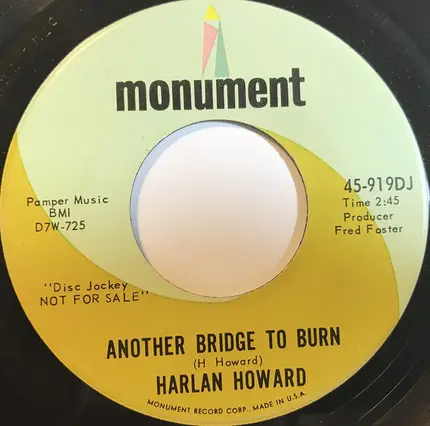 monument
Pamper Music
BMI
D7W-725
45-919DJ
Time 2:45
Producer
Fred Foster
"Disc Jockey
NOT FOR SALE"
ANOTHER BRIDGE TO BURN
(H Howard)
HARLAN HOWARD
MONUMENT RECORD CORP., MADE IN U.S.A.